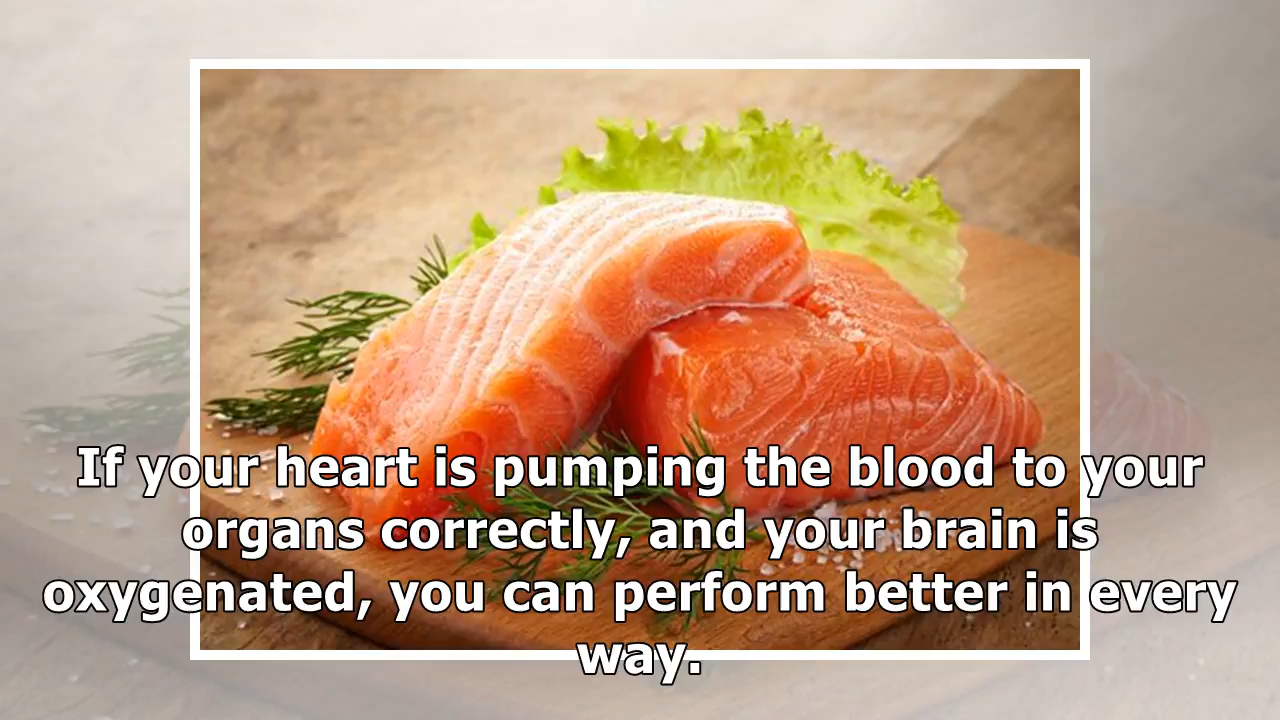 If your heart is pumping the blood to your
organs correctly, and your brain is
oxygenated, you can perform better in every
way.